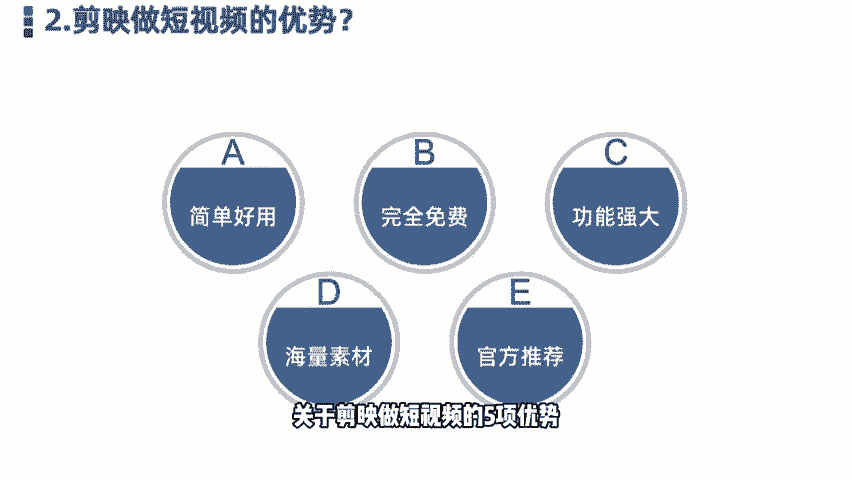 2.剪映做短视频的优势？
A
简单好用
B
完全免费
C
功能强大
D
海量素材
E
官方推荐
关于剪映做短视频的5项优势